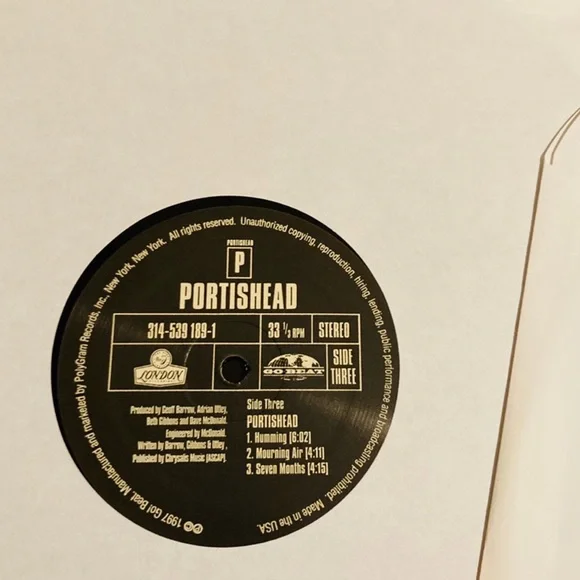 PORTISHEAD
P
PORTISHEAD
314-539 189-1
33 1/3 RPM
STEREO
LONDON
GO BEAT
SIDE THREE
Produced by Geoff Barrow, Adrian Utley,
Beth Gibbons and Dave McDonald.
Engineered by McDonald.
Written by Barrow, Gibbons & Utley.
Published by Chrysalis Music (ASCAP).
Side Three
PORTISHEAD
1. Humming [6:02]
2. Mourning Air [4:11]
3. Seven Months [4:15]
℗© 1997 Go! Beat. Manufactured and marketed by PolyGram Records, Inc., New York, New York. All rights reserved. Unauthorized copying, reproduction, hiring, lending, public performance and broadcasting prohibited. Made in the USA.